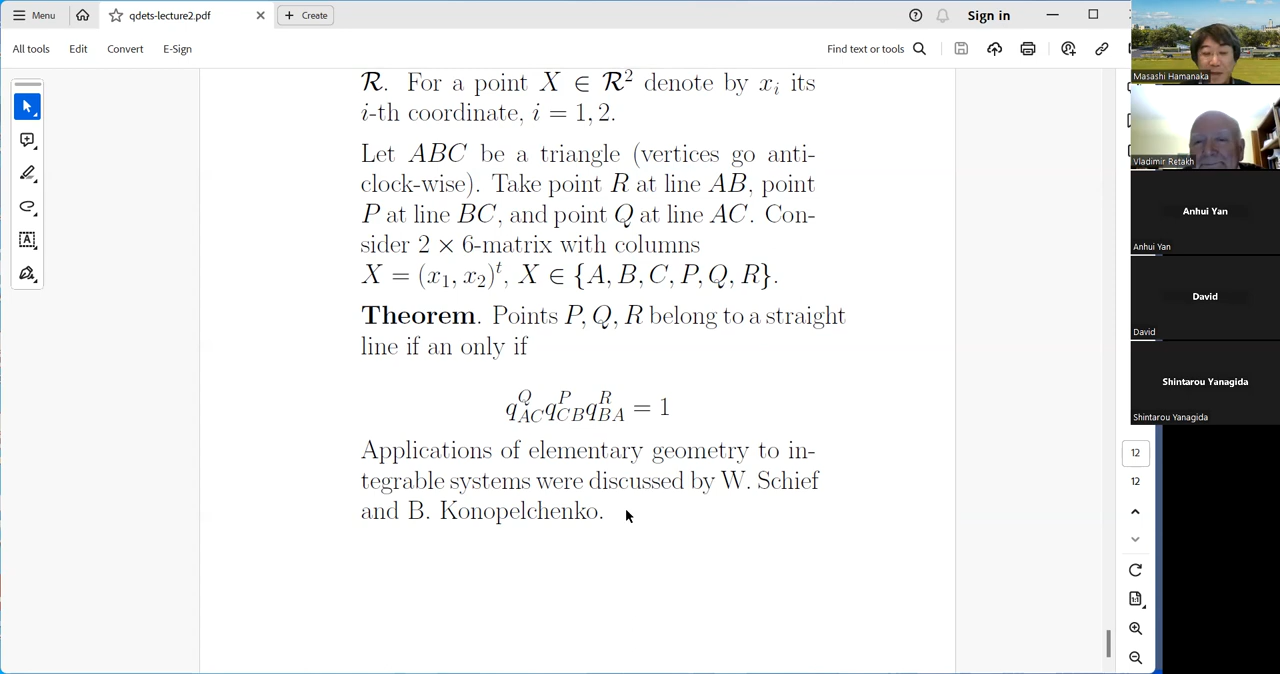 Menu
qdets-lecture2.pdf
Create
Sign in
All tools
Edit
Convert
E-Sign
Find text or tools
R. For a point X ∈ R² denote by x_i its
i-th coordinate, i = 1, 2.
Let ABC be a triangle (vertices go anti-
clock-wise). Take point R at line AB, point
P at line BC, and point Q at line AC. Con-
sider 2 × 6-matrix with columns
X = (x_1, x_2)^t, X ∈ {A, B, C, P, Q, R}.
Theorem. Points P, Q, R belong to a straight
line if an only if
q^Q_{AC} q^P_{CB} q^R_{BA} = 1
Applications of elementary geometry to in-
tegrable systems were discussed by W. Schief
and B. Konopelchenko.
12
12
Masashi Hamanaka
Vladimir Retakh
Anhui Yan
Anhui Yan
David
David
Shintarou Yanagida
Shintarou Yanagida